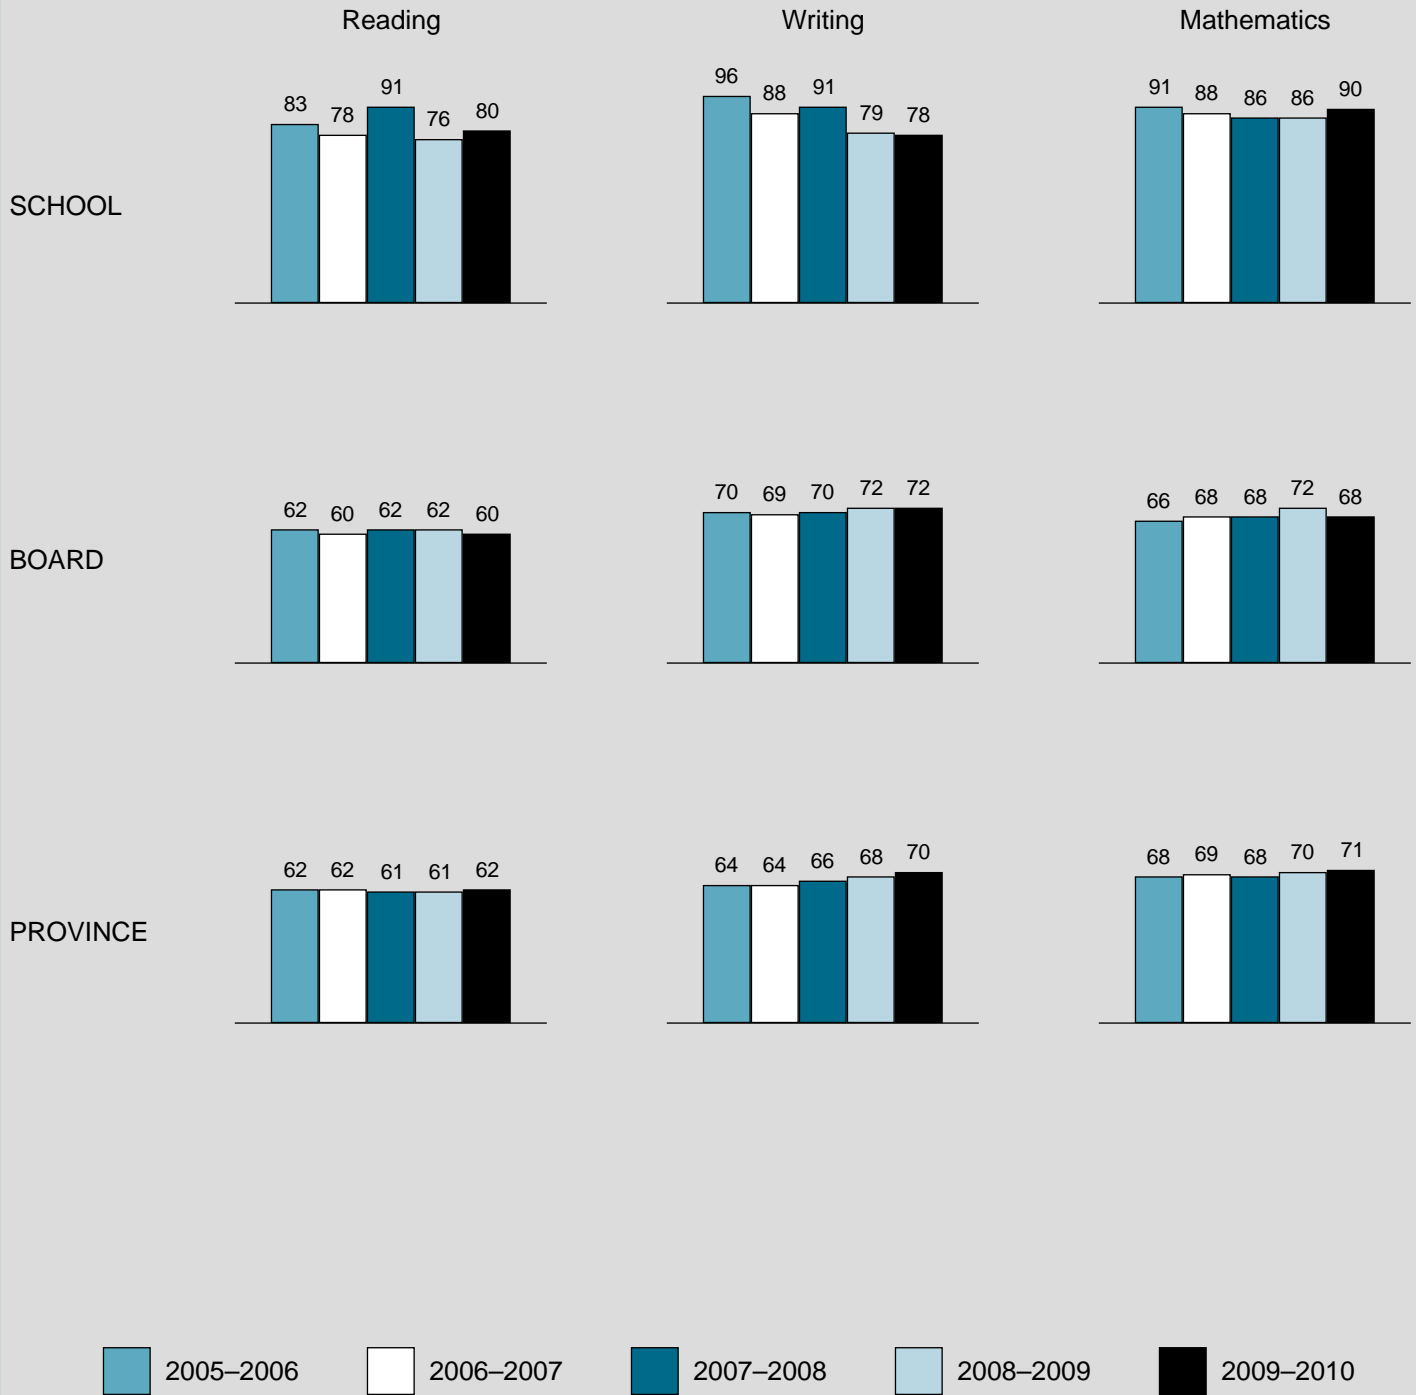 Reading Writing Mathematics
83 78 91 76 80
96 88 91 79 78
91 88 86 86 90
SCHOOL
62 60 62 62 60
70 69 70 72 72
66 68 68 72 68
BOARD
62 62 61 61 62
64 64 66 68 70
68 69 68 70 71
PROVINCE
2005–2006 2006–2007 2007–2008 2008–2009 2009–2010